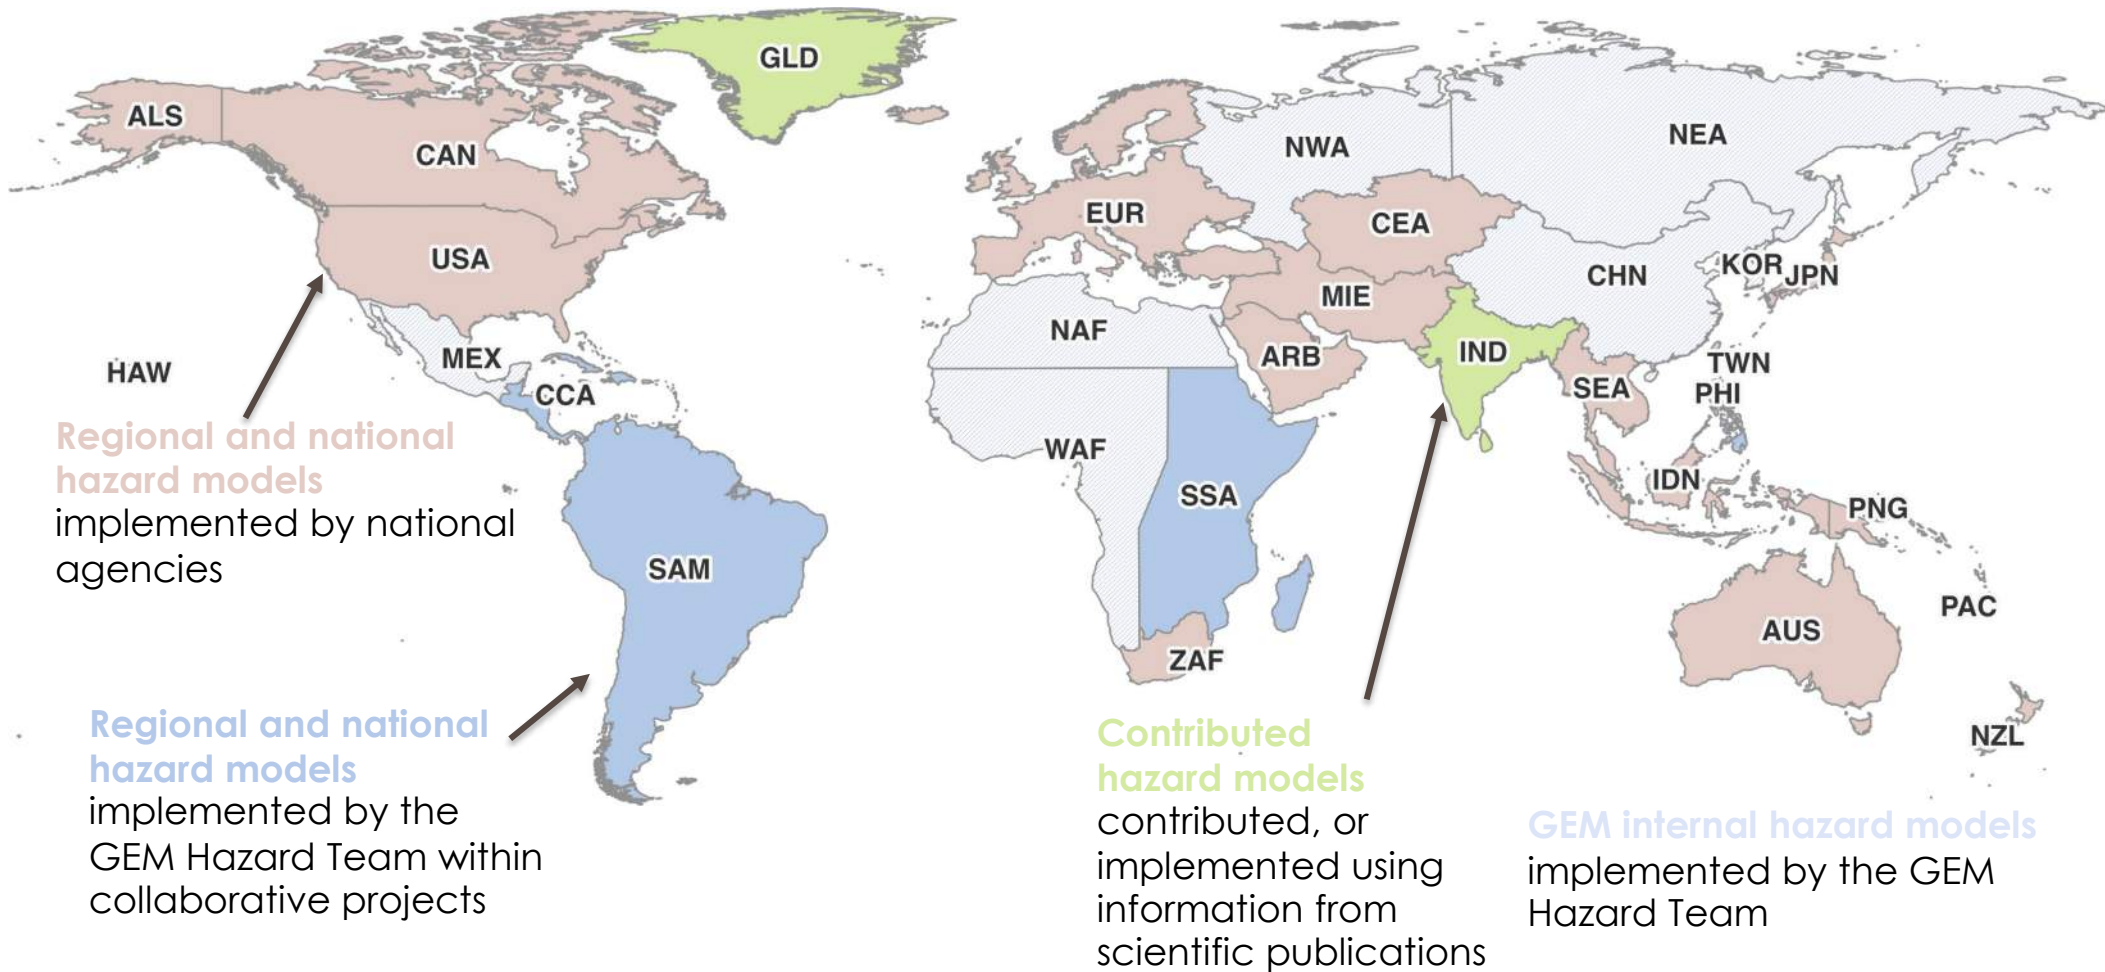 GLD
ALS
CAN
NWA
NEA
EUR
CEA
USA
KOR
JPN
CHN
MIE
NAF
ARB
IND
MEX
HAW
CCA
TWN
SEA
PHI
Regional and national
hazard models
implemented by national
agencies
WAF
SSA
IDN
PNG
SAM
PAC
AUS
ZAF
NZL
Regional and national
hazard models
implemented by the
GEM Hazard Team within
collaborative projects
Contributed
hazard models
contributed, or
implemented using
information from
scientific publications
GEM internal hazard models
implemented by the GEM
Hazard Team